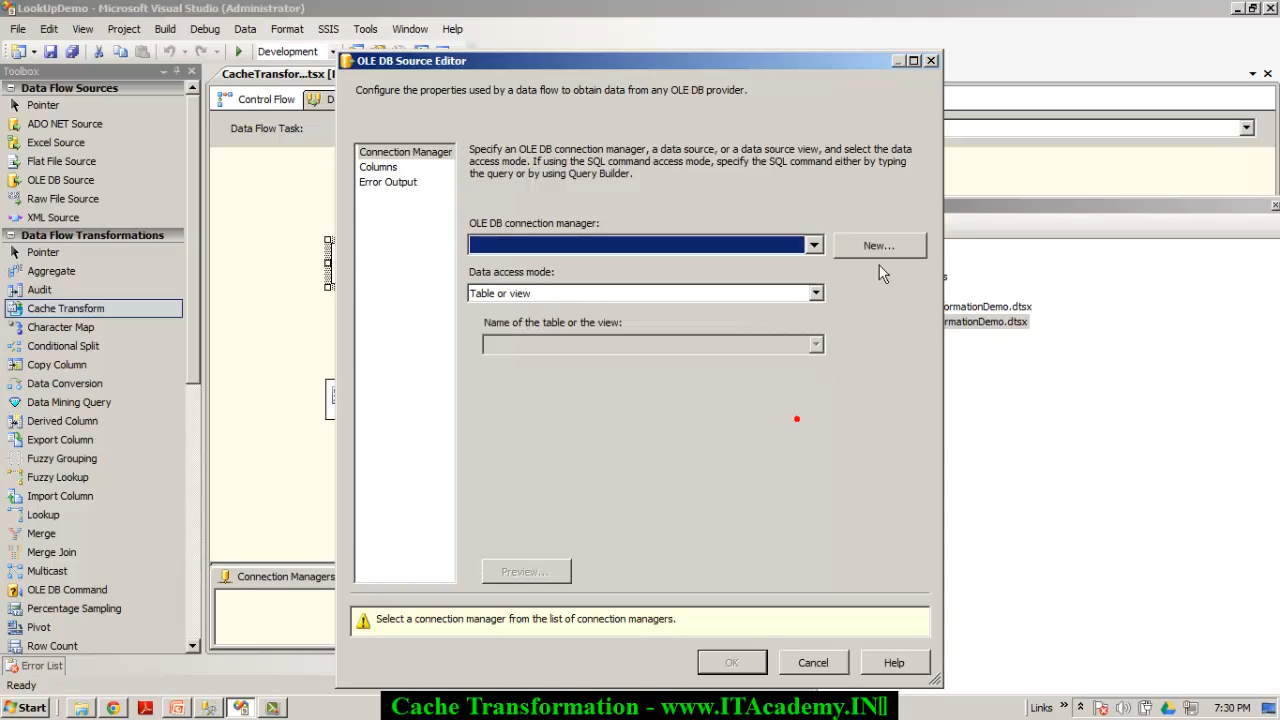 LookUpDemo - Microsoft Visual Studio (Administrator)
File Edit View Project Build Debug Data Format SSIS Tools Window Help
Development
Toolbox
Data Flow Sources
Pointer
ADO NET Source
Excel Source
Flat File Source
OLE DB Source
Raw File Source
XML Source
Data Flow Transformations
Pointer
Aggregate
Audit
Cache Transform
Character Map
Conditional Split
Copy Column
Data Conversion
Data Mining Query
Derived Column
Export Column
Fuzzy Grouping
Fuzzy Lookup
Import Column
Lookup
Merge
Merge Join
Multicast
OLE DB Command
Percentage Sampling
Pivot
Row Count
Error List
Ready
CacheTransfor...tsx [
Control Flow
D
Data Flow Task:
Connection Managers
OLE DB Source Editor
Configure the properties used by a data flow to obtain data from any OLE DB provider.
Connection Manager
Columns
Error Output
Specify an OLE DB connection manager, a data source, or a data source view, and select the data
access mode. If using the SQL command access mode, specify the SQL command either by typing
the query or by using Query Builder.
OLE DB connection manager:
New...
Data access mode:
Table or view
Name of the table or the view:
Preview...
Select a connection manager from the list of connection managers.
OK Cancel Help
ormationDemo.dtsx
rmationDemo.dtsx
Start
Links
7:30 PM
Cache Transformation - www.ITAcademy.IN